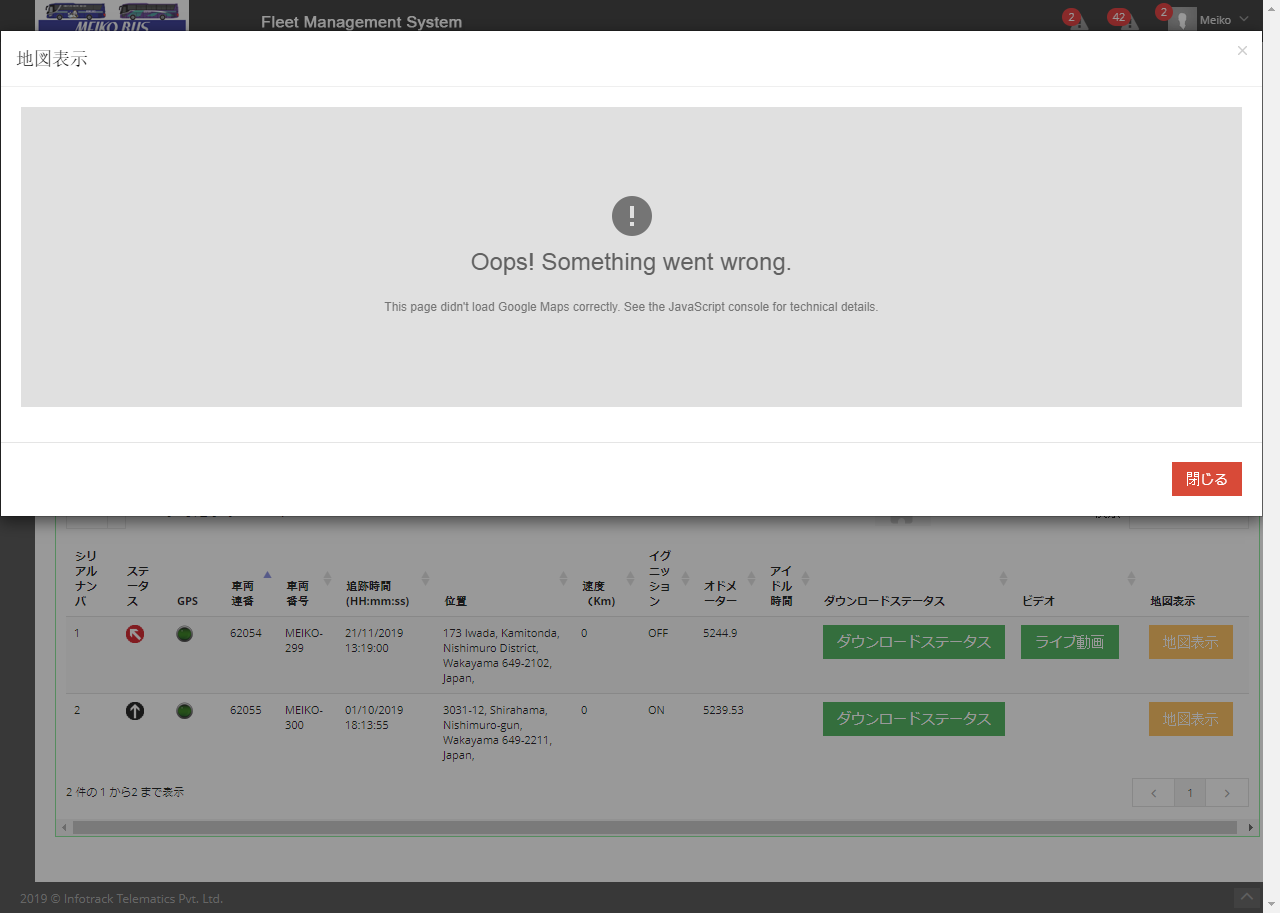 MEIKO BUS
Fleet Management System
2
42
2
Meiko
地図表示
×
Oops! Something went wrong.
This page didn't load Google Maps correctly. See the JavaScript console for technical details.
閉じる
シリアルナンバ
ステータス
GPS
車両連番
車両番号
追跡時間
(HH:mm:ss)
位置
速度
(Km)
イグニッション
オドメーター
アイドル時間
ダウンロードステータス
ビデオ
地図表示
1
62054
MEIKO-
299
21/11/2019
13:19:00
173 Iwada, Kamitonda,
Nishimuro District,
Wakayama 649-2102,
Japan,
0
OFF
5244.9
ダウンロードステータス
ライブ動画
地図表示
2
62055
MEIKO-
300
01/10/2019
18:13:55
3031-12, Shirahama,
Nishimuro-gun,
Wakayama 649-2211,
Japan,
0
ON
5239.53
ダウンロードステータス
地図表示
2 件の 1 から2 まで表示
1
2019 © Infotrack Telematics Pvt. Ltd.